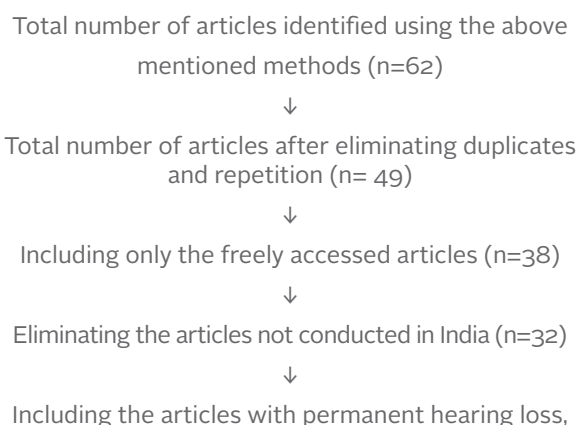 Total number of articles identified using the above
mentioned methods (n=62)
↓
Total number of articles after eliminating duplicates
and repetition (n= 49)
↓
Including only the freely accessed articles (n=38)
↓
Eliminating the articles not conducted in India (n=32)
↓
Including the articles with permanent hearing loss,